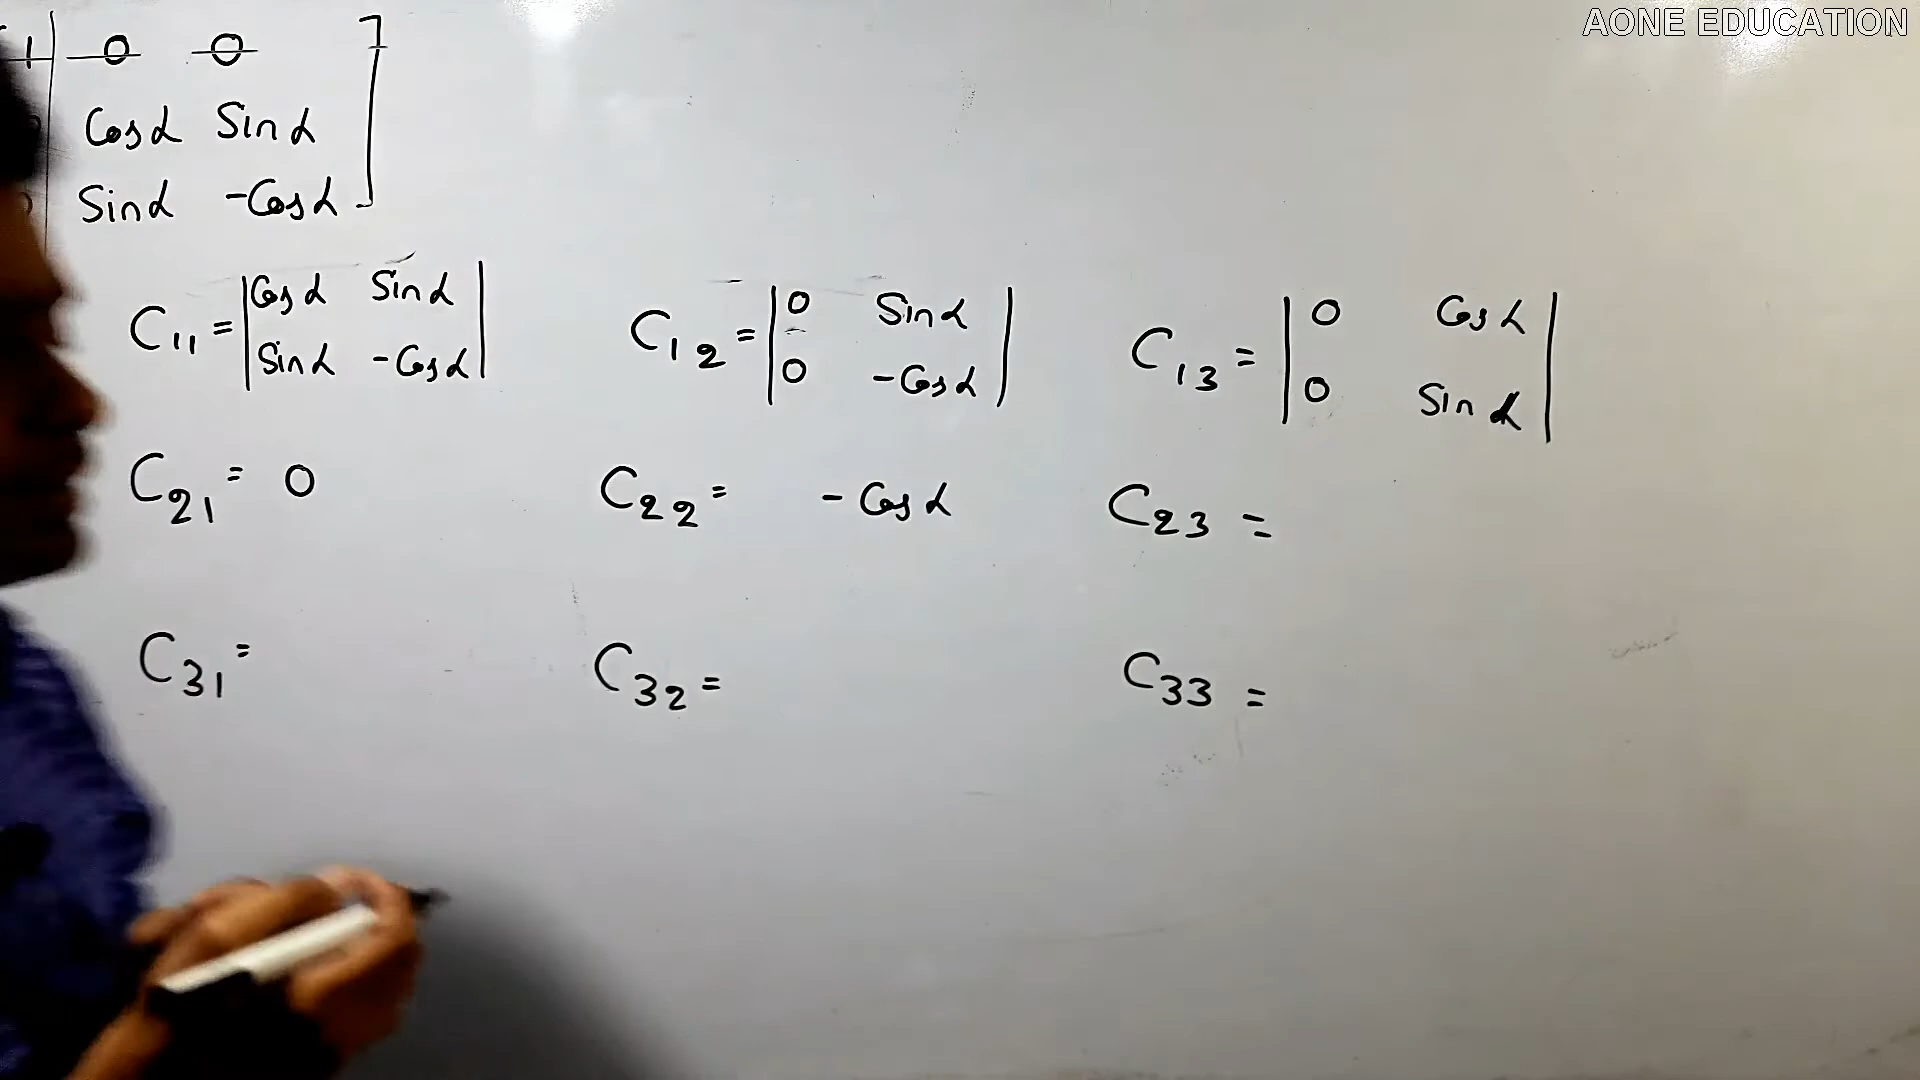 AONE EDUCATION
1 0 0
Cosα Sinα
Sinα -Cosα
C11 = |Cosα Sinα|
|Sinα -Cosα|
C12 = |0 Sinα|
|0 -Cosα|
C13 = |0 Cosα|
|0 Sinα|
C21 = 0 C22 = -Cosα C23 =
C31 = C32 = C33 =